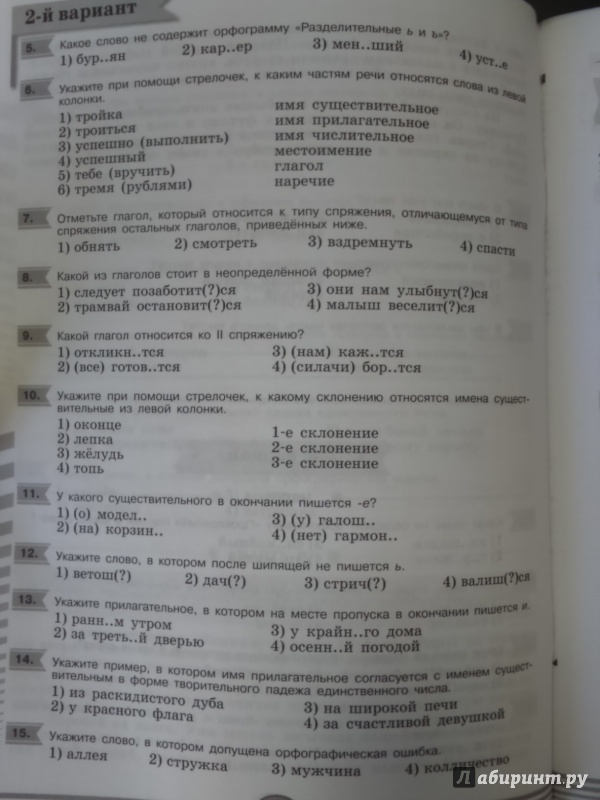 2-й вариант
5. Какое слово не содержит орфограмму «Разделительные ь и ъ»?
1) бур..ян 2) кар..ер 3) мен..ший 4) уст..е
6. Укажите при помощи стрелочек, к каким частям речи относятся слова из левой
колонки.
1) тройка имя существительное
2) троиться имя прилагательное
3) успешно (выполнить) имя числительное
4) успешный местоимение
5) тебе (вручить) глагол
6) тремя (рублями) наречие
7. Отметьте глагол, который относится к типу спряжения, отличающемуся от типа
спряжения остальных глаголов, приведённых ниже.
1) обнять 2) смотреть 3) вздремнуть 4) спасти
8. Какой из глаголов стоит в неопределённой форме?
1) следует позаботит(?)ся 3) они нам улыбнут(?)ся
2) трамвай остановит(?)ся 4) малыш веселит(?)ся
9. Какой глагол относится ко II спряжению?
1) откликн..тся 3) (нам) каж..тся
2) (все) готов..тся 4) (силачи) бор..тся
10. Укажите при помощи стрелочек, к какому склонению относятся имена сущест-
вительные из левой колонки.
1) оконце 1-е склонение
2) лепка 2-е склонение
3) жёлудь 3-е склонение
4) топь
11. У какого существительного в окончании пишется -е?
1) (о) модел.. 3) (у) галош..
2) (на) корзин.. 4) (нет) гармон..
12. Укажите слово, в котором после шипящей не пишется ь.
1) ветош(?) 2) дач(?) 3) стрич(?) 4) валиш(?)ся
13. Укажите прилагательное, в котором на месте пропуска в окончании пишется и.
1) ранн..м утром 3) у крайн..го дома
2) за треть..й дверью 4) осенн..й погодой
14. Укажите пример, в котором имя прилагательное согласуется с именем сущест-
вительным в форме творительного падежа единственного числа.
1) из раскидистого дуба 3) на широкой печи
2) у красного флага 4) за счастливой девушкой
15. Укажите слово, в котором допущена орфографическая ошибка.
1) аллея 2) стружка 3) мужчина 4) колличество
Лабиринт.ру